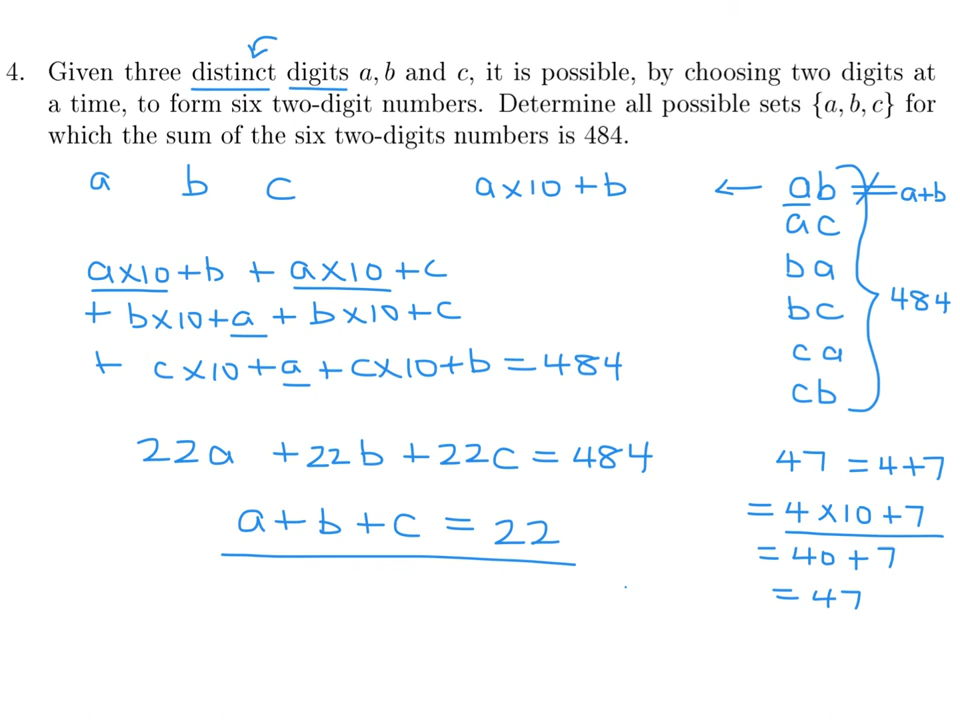 4. Given three distinct digits a, b and c, it is possible, by choosing two digits at
a time, to form six two-digit numbers. Determine all possible sets {a, b, c} for
which the sum of the six two-digits numbers is 484.
a b c a×10+b ← ab ≠ a+b
ac
ba
bc
ca
cb
484
a×10+b + a×10+c
+ b×10+a + b×10+c
+ c×10+a + c×10+b = 484
22a +22b +22c = 484
a+b+c = 22
47 = 4+7
= 4×10+7
= 40+7
= 47